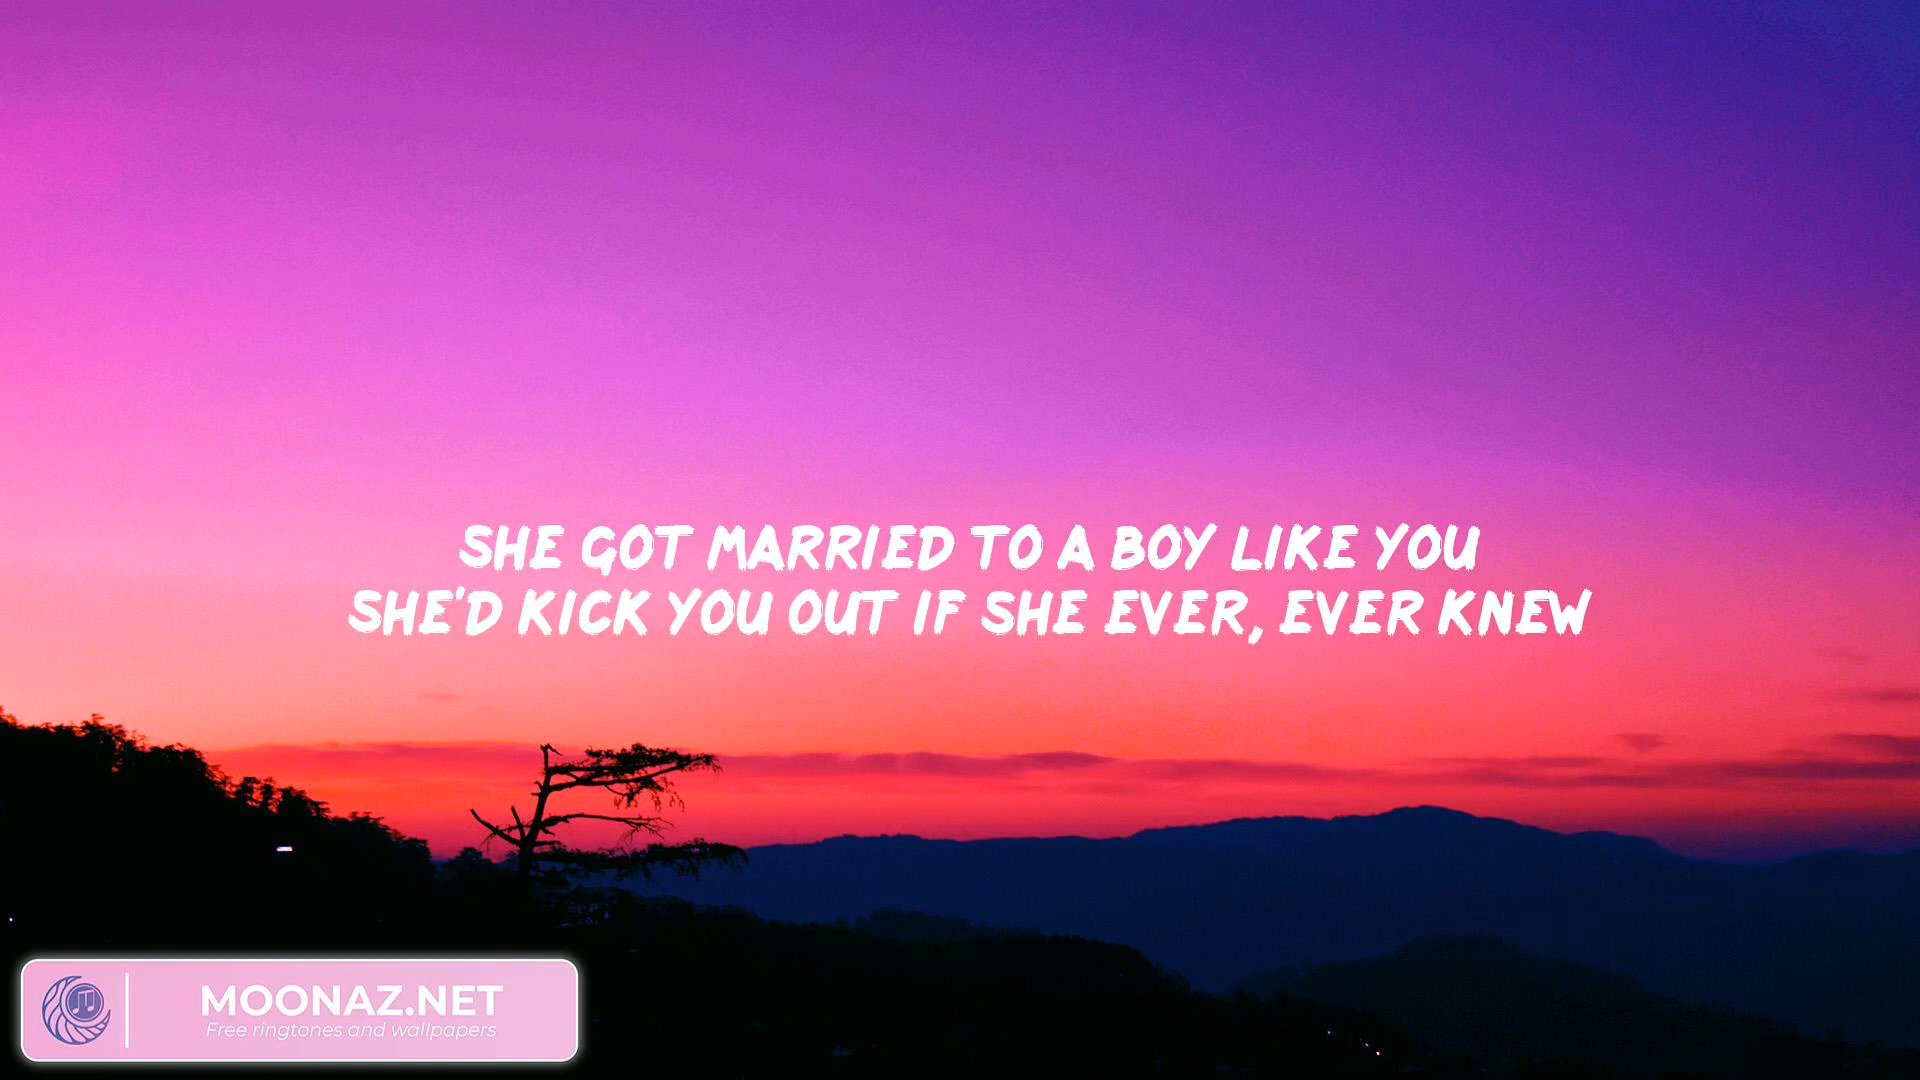 SHE GOT MARRIED TO A BOY LIKE YOU
SHE'D KICK YOU OUT IF SHE EVER, EVER KNEW
MOONAZ.NET
Free ringtones and wallpapers